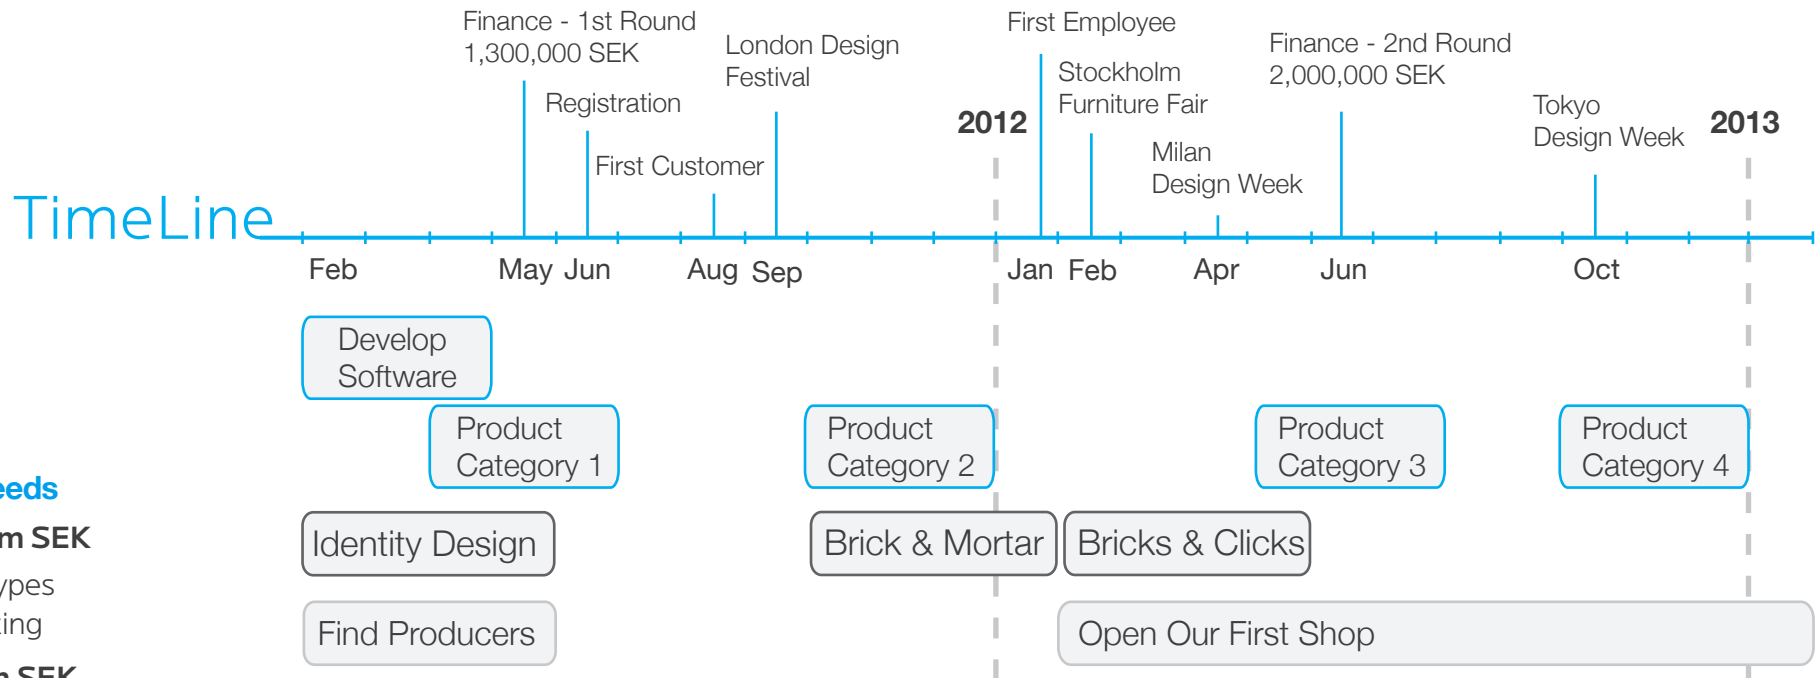 Finance - 1st Round
1,300,000 SEK
Registration
First Customer
London Design
Festival
2012
First Employee
Stockholm
Furniture Fair
Milan
Design Week
Finance - 2nd Round
2,000,000 SEK
Tokyo
Design Week
2013
TimeLine
Feb May Jun Aug Sep Jan Feb Apr Jun Oct
Develop
Software
Product
Category 1
Product
Category 2
Product
Category 3
Product
Category 4
Identity Design
Brick & Mortar
Bricks & Clicks
Find Producers
Open Our First Shop
SEK
SEK